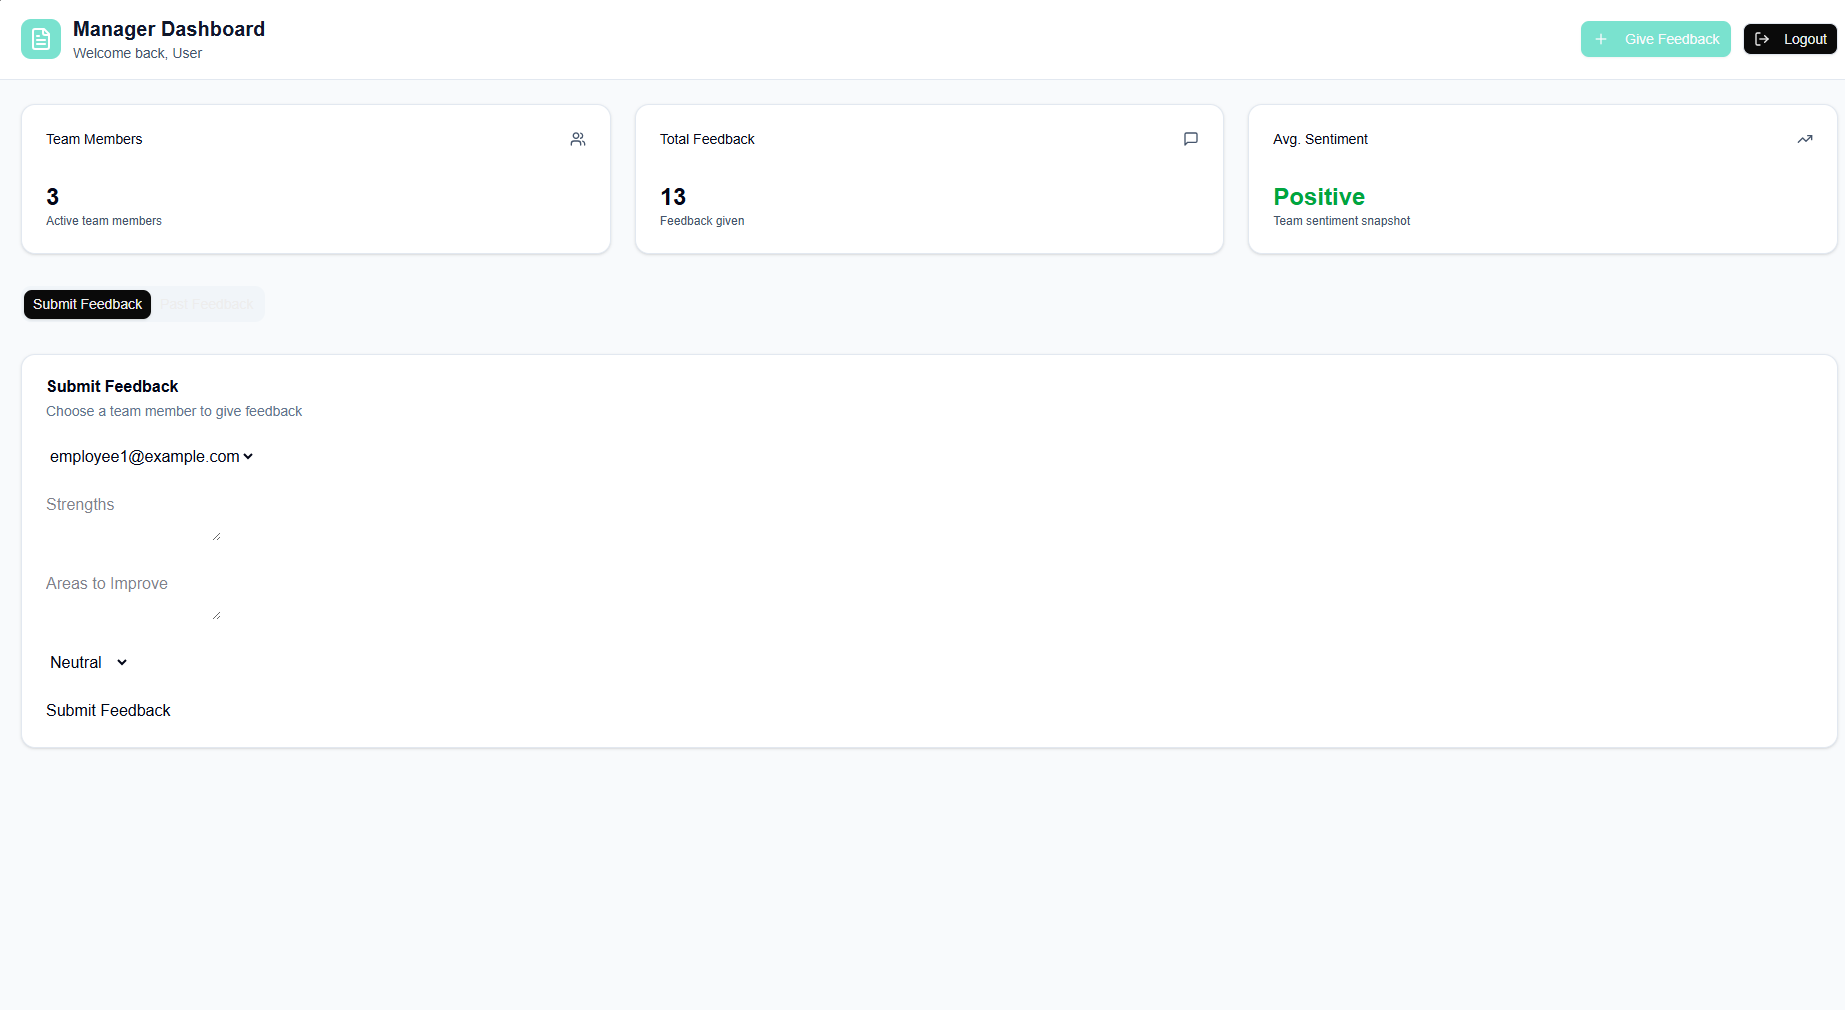 Manager Dashboard
Welcome back, User
Give Feedback
Logout
Team Members
3
Active team members
Total Feedback
13
Feedback given
Avg. Sentiment
Positive
Team sentiment snapshot
Submit Feedback
Past Feedback
Submit Feedback
Choose a team member to give feedback
employee1@example.com
Strengths
Areas to Improve
Neutral
Submit Feedback